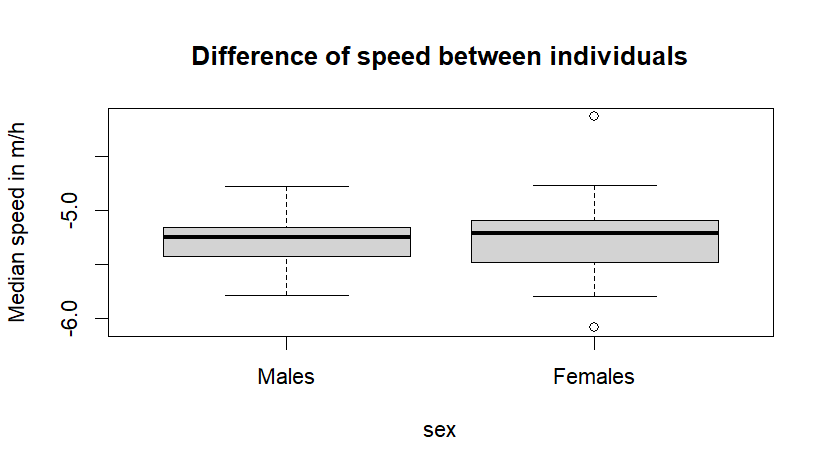 Difference of speed between individuals
Median speed in m/h
-5.0
-6.0
Males
Females
sex